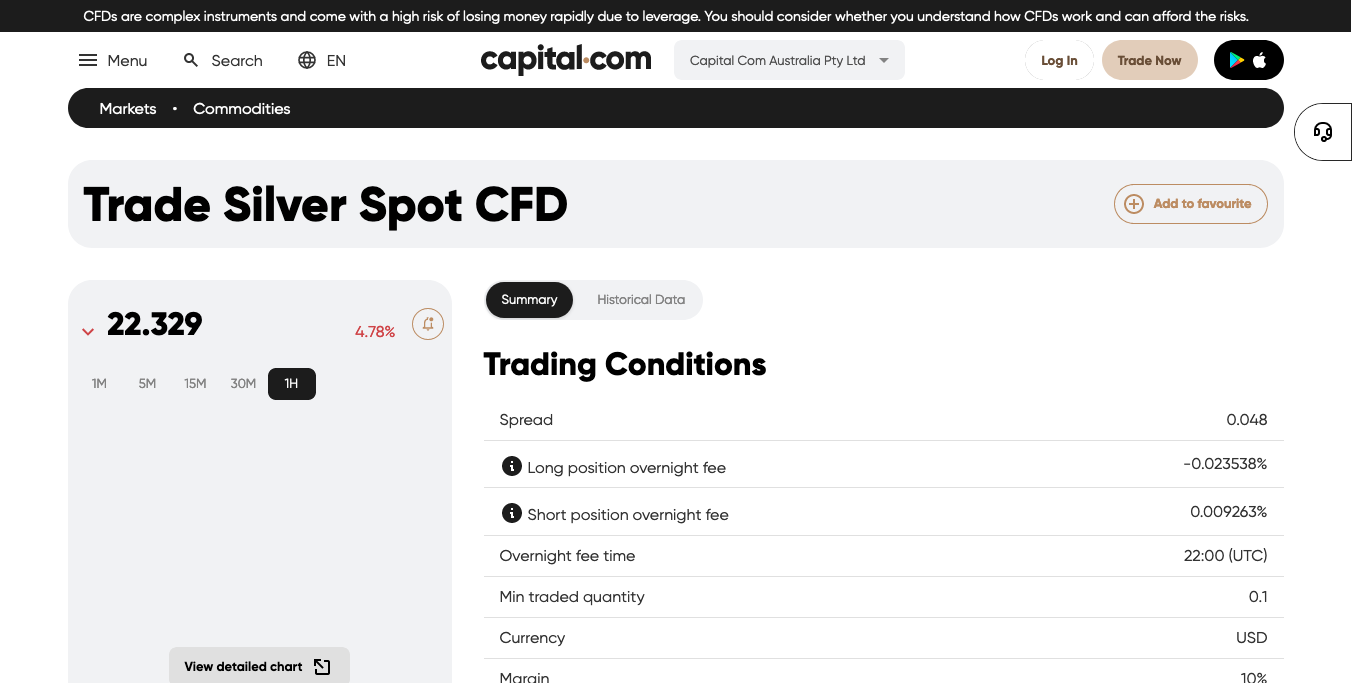 CFDs are complex instruments and come with a high risk of losing money rapidly due to leverage. You should consider whether you understand how CFDs work and can afford the risks.
Menu Search EN capital.com Capital Com Australia Pty Ltd Log In Trade Now
Markets • Commodities
Trade Silver Spot CFD
Add to favourite
22.329 4.78%
1M 5M 15M 30M 1H
View detailed chart
Summary Historical Data
Trading Conditions
Spread 0.048
Long position overnight fee -0.023538%
Short position overnight fee 0.009263%
Overnight fee time 22:00 (UTC)
Min traded quantity 0.1
Currency USD
Margin 10%